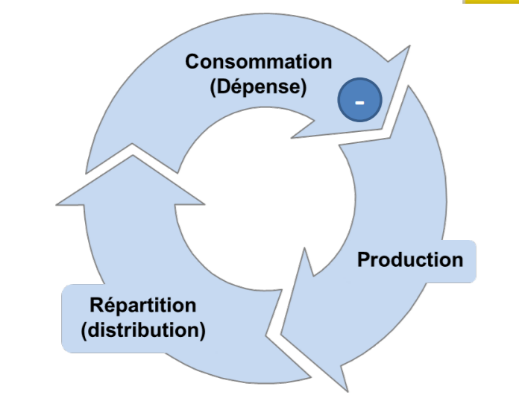 Consommation
(Dépense)
-
Production
Répartition
(distribution)